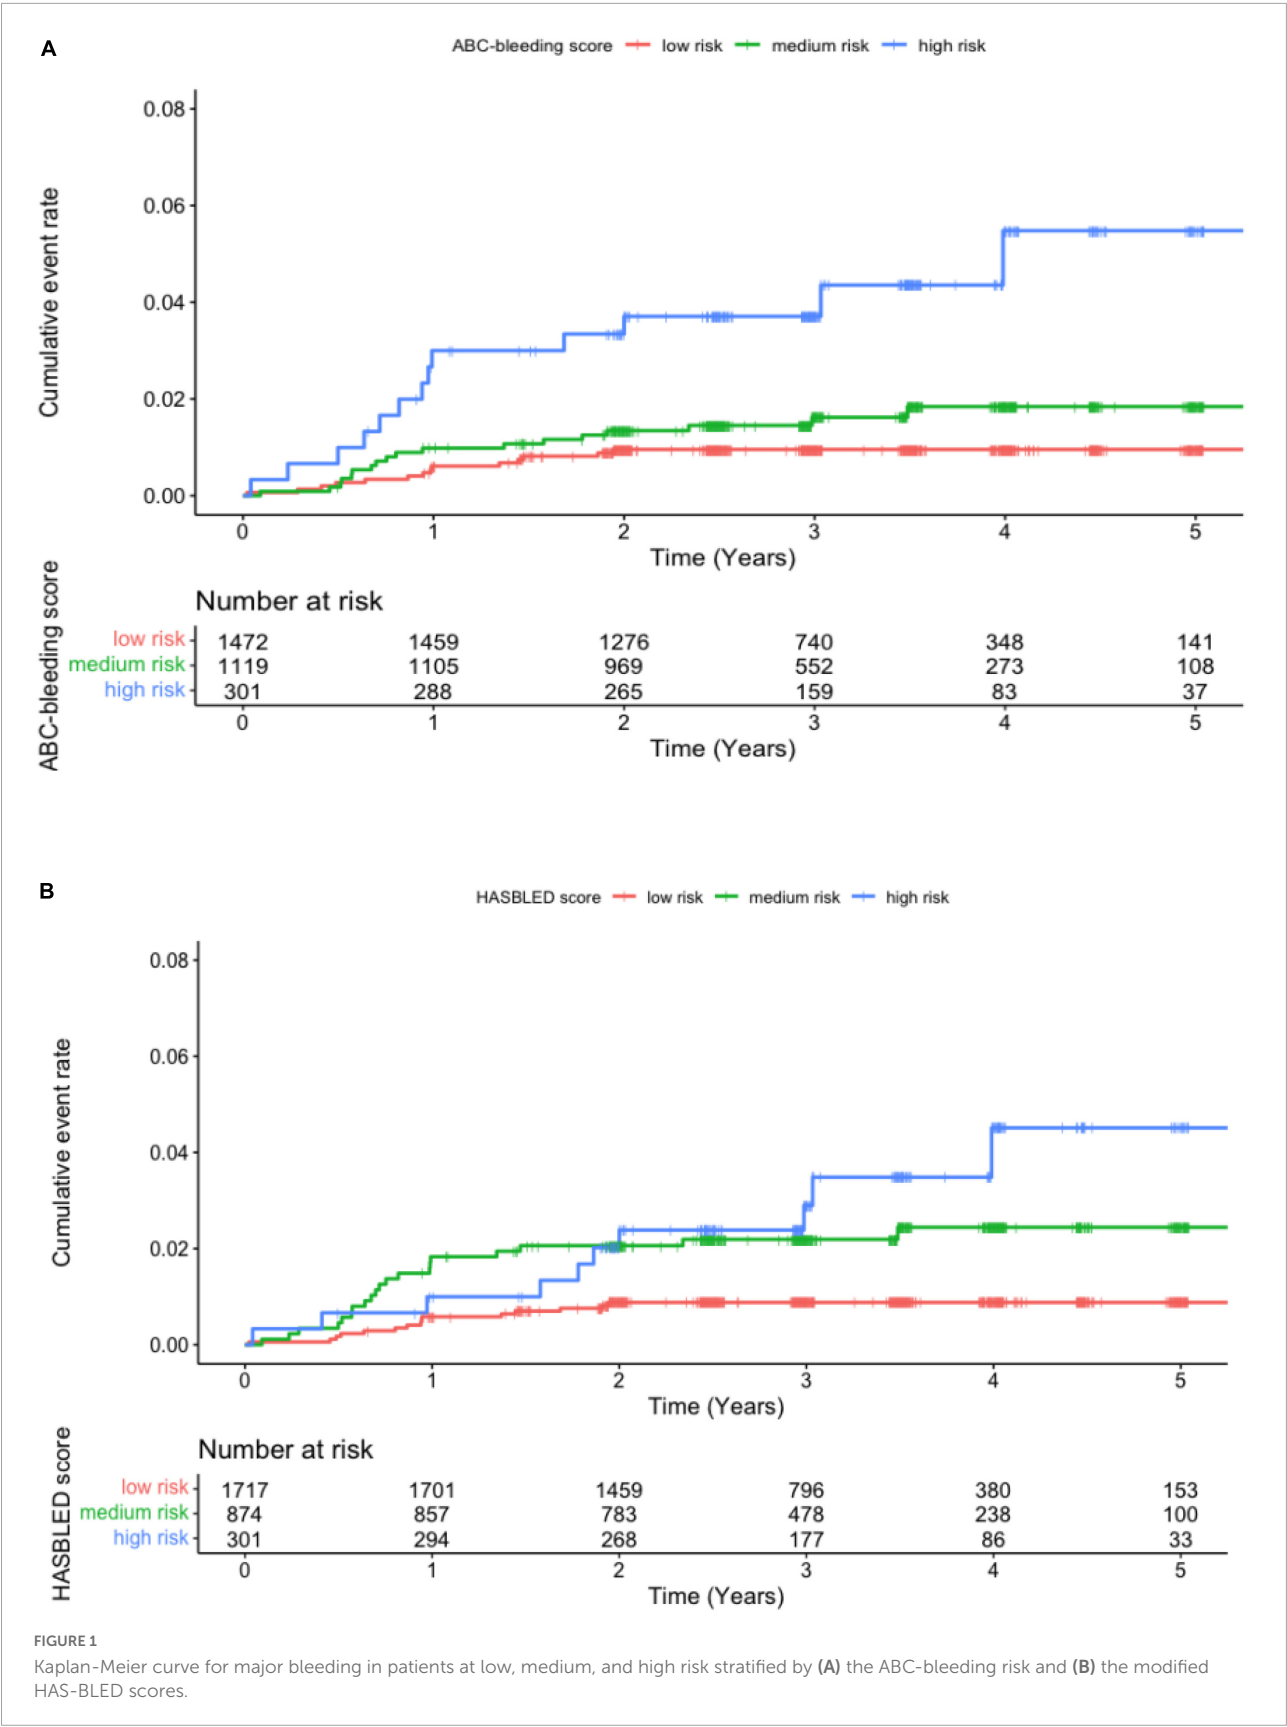 A
ABC-bleeding score low risk medium risk high risk
0.08
0.06
0.04
0.02
0.00
Cumulative event rate
0 1 2 3 4 5
Time (Years)
Number at risk
ABC-bleeding score
low risk 1472 1459 1276 740 348 141
medium risk 1119 1105 969 552 273 108
high risk 301 288 265 159 83 37
0 1 2 3 4 5
Time (Years)
B
HASBLED score low risk medium risk high risk
0.08
0.06
0.04
0.02
0.00
Cumulative event rate
0 1 2 3 4 5
Time (Years)
Number at risk
HASBLED score
low risk 1717 1701 1459 796 380 153
medium risk 874 857 783 478 238 100
high risk 301 294 268 177 86 33
0 1 2 3 4 5
Time (Years)
FIGURE 1
Kaplan-Meier curve for major bleeding in patients at low, medium, and high risk stratified by (A) the ABC-bleeding risk and (B) the modified
HAS-BLED scores.